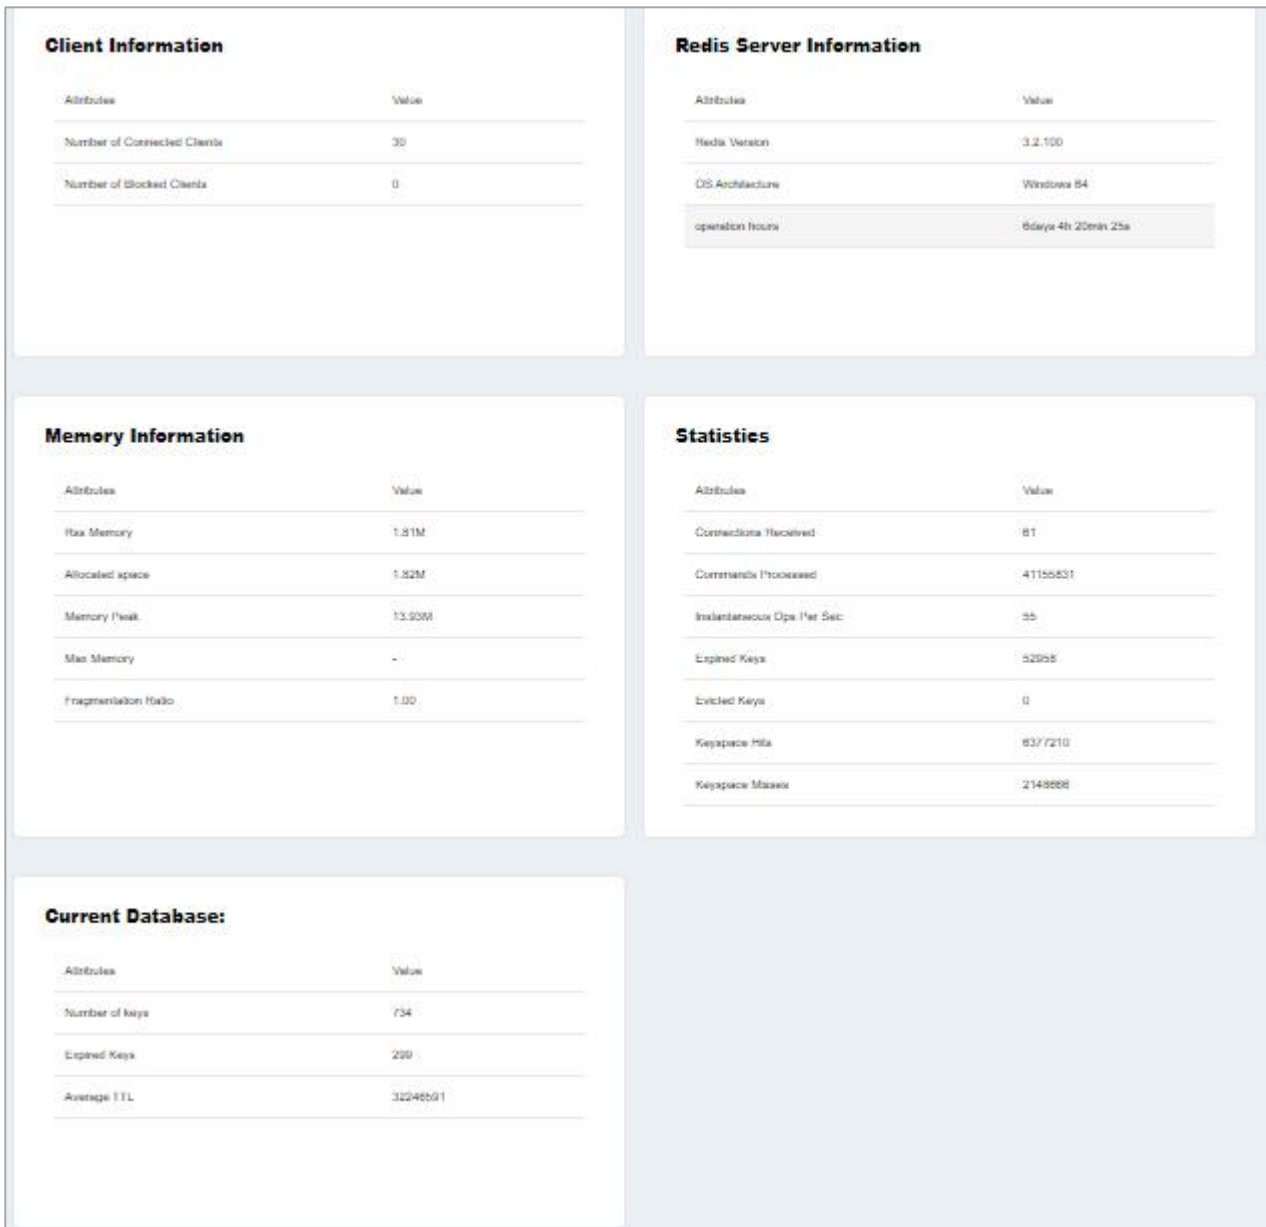 Client Information
Attributes Value
Number of Connected Clients 30
Number of Blocked Clients 0
Redis Server Information
Attributes Value
Redis Version 3.2.100
OS Architecture Windows 64
operation hours 6days 4h 20min 25s
Memory Information
Attributes Value
Rss Memory 1.81M
Allocated space 1.82M
Memory Peak 13.93M
Max Memory -
Fragmentation Ratio 1.00
Statistics
Attributes Value
Connections Received 61
Commands Processed 41155831
Instantaneous Ops Per Sec 55
Expired Keys 52958
Evicted Keys 0
Keyspace Hits 6377210
Keyspace Misses
Current Database:
Attributes Value
Number of keys 734
Expired Keys 299
Average TTL 32246591